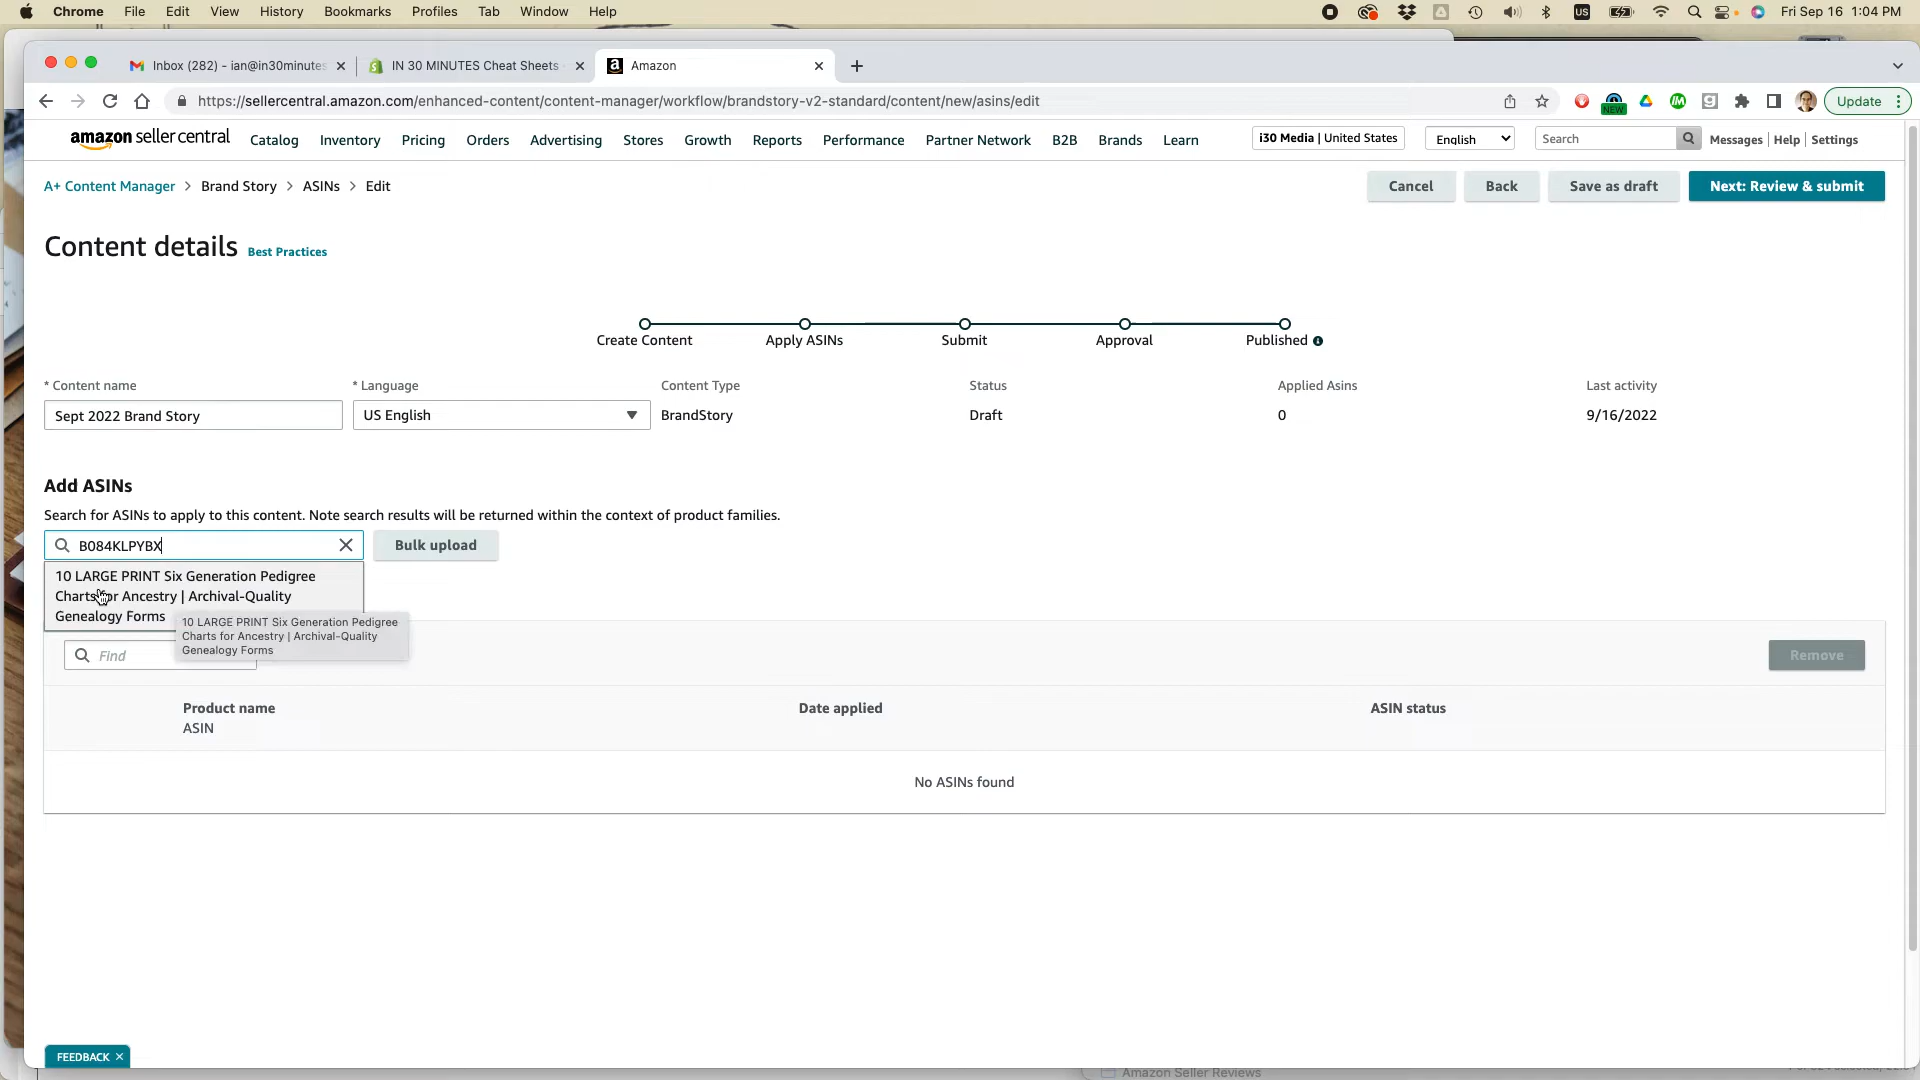 Chrome File Edit View History Bookmarks Profiles Tab Window Help US Fri Sep 16 1:04 PM
Inbox (282) - ian@in30minutes IN 30 MINUTES Cheat Sheets Amazon
https://sellercentral.amazon.com/enhanced-content/content-manager/workflow/brandstory-v2-standard/content/new/asins/edit NEW Update
amazon seller central Catalog Inventory Pricing Orders Advertising Stores Growth Reports Performance Partner Network B2B Brands Learn i30 Media | United States English Search Messages | Help | Settings
A+ Content Manager > Brand Story > ASINs > Edit Cancel Back Save as draft Next: Review & submit
Content details Best Practices
Create Content Apply ASINs Submit Approval Published
* Content name * Language Content Type Status Applied Asins Last activity
Sept 2022 Brand Story US English BrandStory Draft 0 9/16/2022
Add ASINs
Search for ASINs to apply to this content. Note search results will be returned within the context of product families.
B084KLPYBX Bulk upload
10 LARGE PRINT Six Generation Pedigree
Charts for Ancestry | Archival-Quality
Genealogy Forms
10 LARGE PRINT Six Generation Pedigree
Charts for Ancestry | Archival-Quality
Genealogy Forms
Find Remove
Product name Date applied ASIN status
ASIN
No ASINs found
FEEDBACK
Amazon Seller Reviews